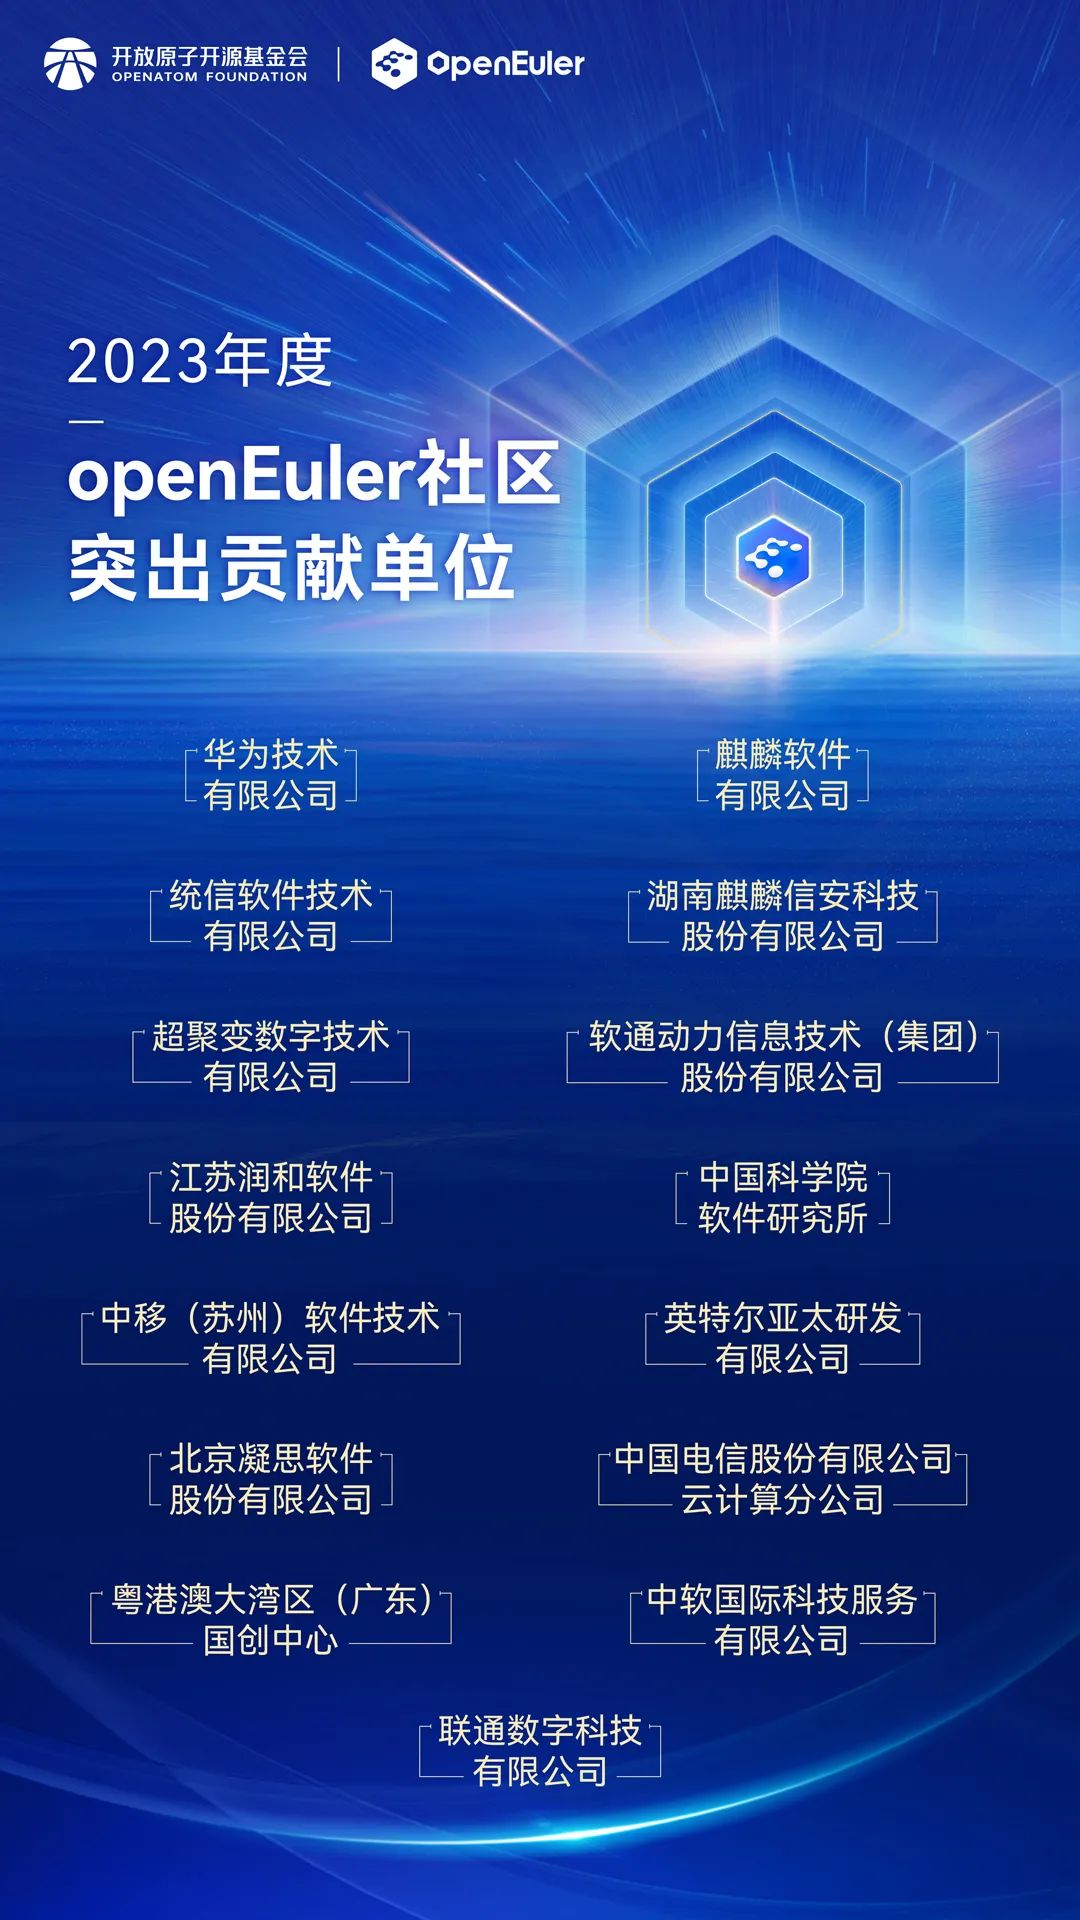 开放原子开源基金会
OPENATOM FOUNDATION
OpenEuler
2023年度
openEuler社区
突出贡献单位
华为技术
有限公司
麒麟软件
有限公司
统信软件技术
有限公司
湖南麒麟信安科技
股份有限公司
超聚变数字技术
有限公司
软通动力信息技术（集团）
股份有限公司
江苏润和软件
股份有限公司
中国科学院
软件研究所
中移（苏州）软件技术
有限公司
英特尔亚太研发
有限公司
北京凝思软件
股份有限公司
中国电信股份有限公司
云计算分公司
粤港澳大湾区（广东）
国创中心
中软国际科技服务
有限公司
联通数字科技
有限公司